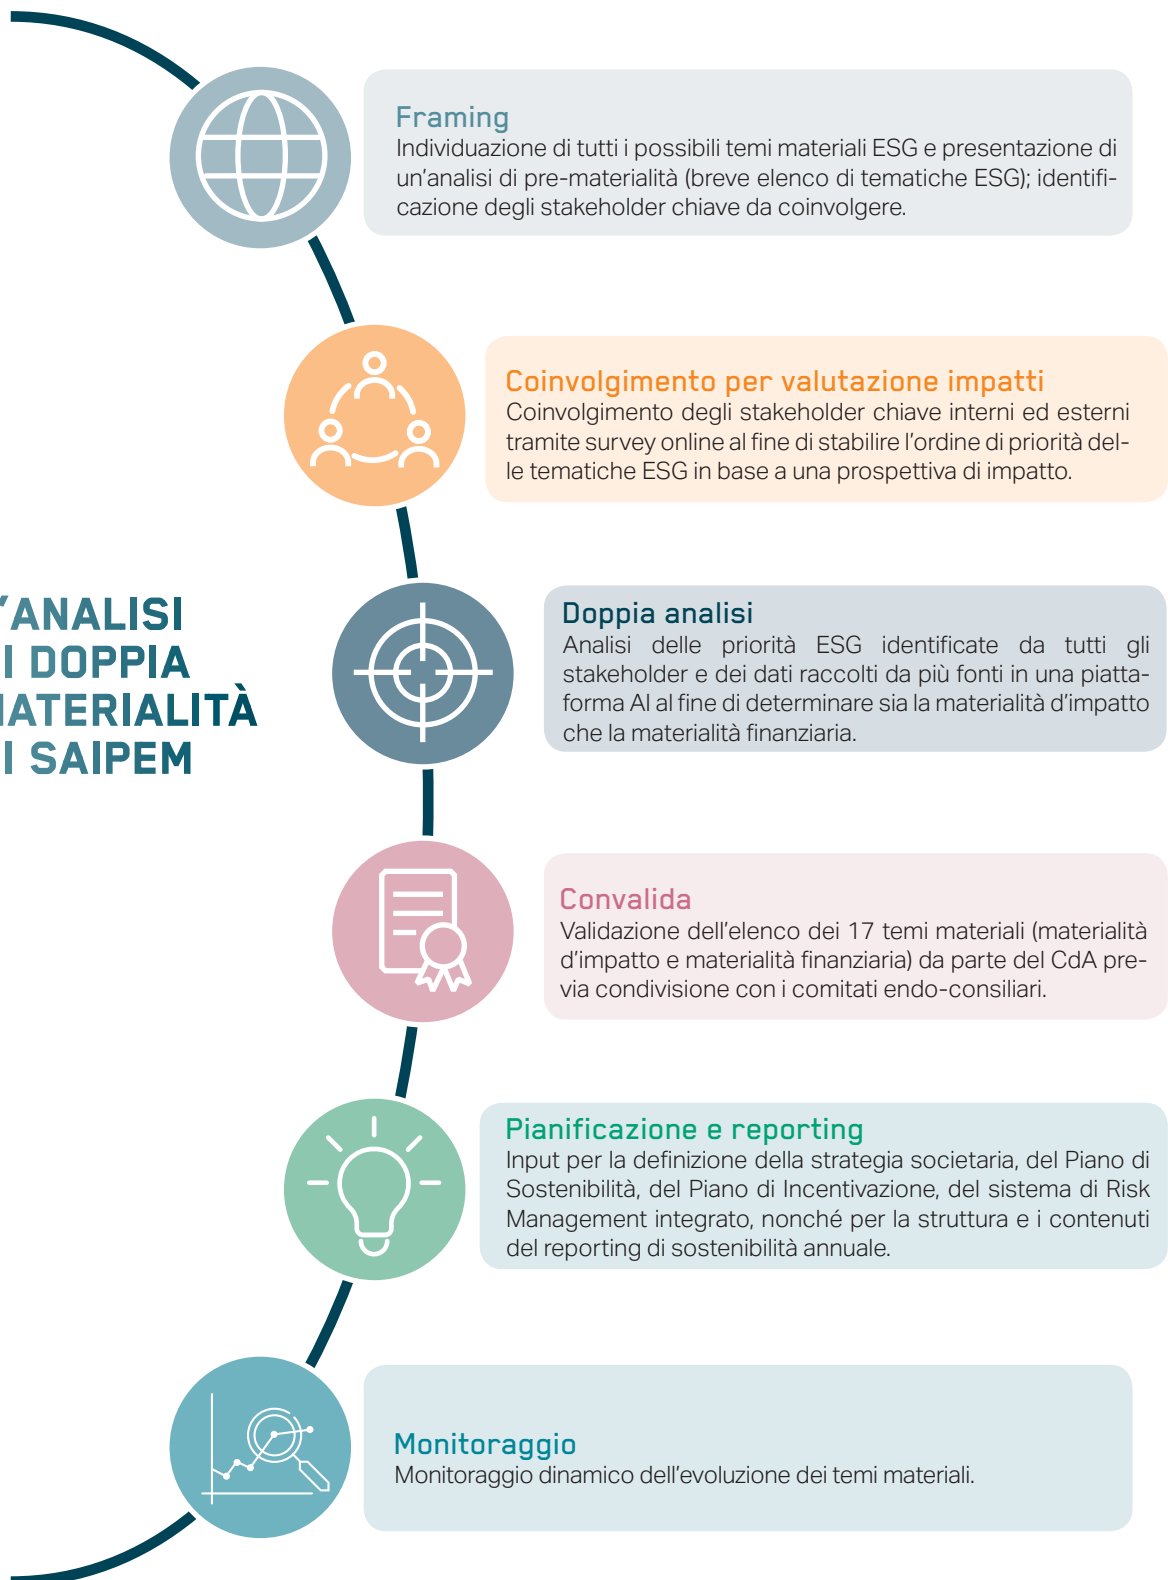 Framing
Individuazione di tutti i possibili temi materiali ESG e presentazione di
un'analisi di pre-materialità (breve elenco di tematiche ESG); identifi-
cazione degli stakeholder chiave da coinvolgere.
Coinvolgimento per valutazione impatti
Coinvolgimento degli stakeholder chiave interni ed esterni
tramite survey online al fine di stabilire l'ordine di priorità del-
le tematiche ESG in base a una prospettiva di impatto.
'ANALISI
I DOPPIA
MATERIALITÀ
I SAIPEM
Doppia analisi
Analisi delle priorità ESG identificate da tutti gli
stakeholder e dei dati raccolti da più fonti in una piatta-
forma AI al fine di determinare sia la materialità d'impatto
che la materialità finanziaria.
Convalida
Validazione dell'elenco dei 17 temi materiali (materialità
d'impatto e materialità finanziaria) da parte del CdA pre-
via condivisione con i comitati endo-consiliari.
Pianificazione e reporting
Input per la definizione della strategia societaria, del Piano di
Sostenibilità, del Piano di Incentivazione, del sistema di Risk
Management integrato, nonché per la struttura e i contenuti
del reporting di sostenibilità annuale.
Monitoraggio
Monitoraggio dinamico dell'evoluzione dei temi materiali.